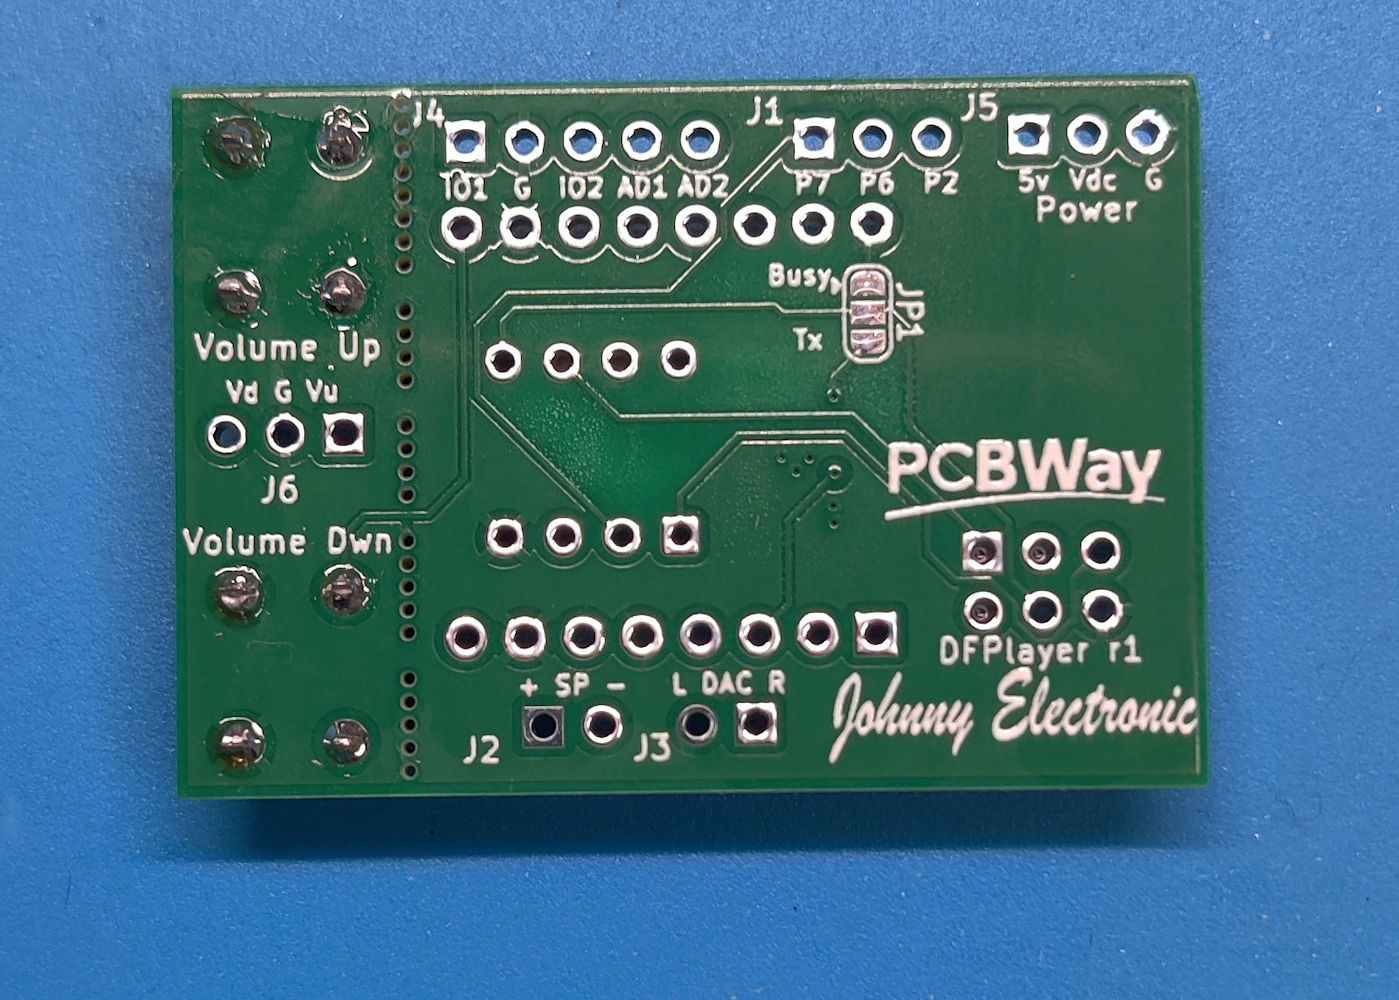 J4
J1
J5
IO1 G IO2 AD1 AD2
P7 P6 P2
5v Vdc G
Power
Busy
JP1
Tx
Volume Up
Vd G Vu
J6
PCBWay
Volume Dwn
DFPlayer r1
+ SP -
L DAC R
J2
J3
Johnny Electronic